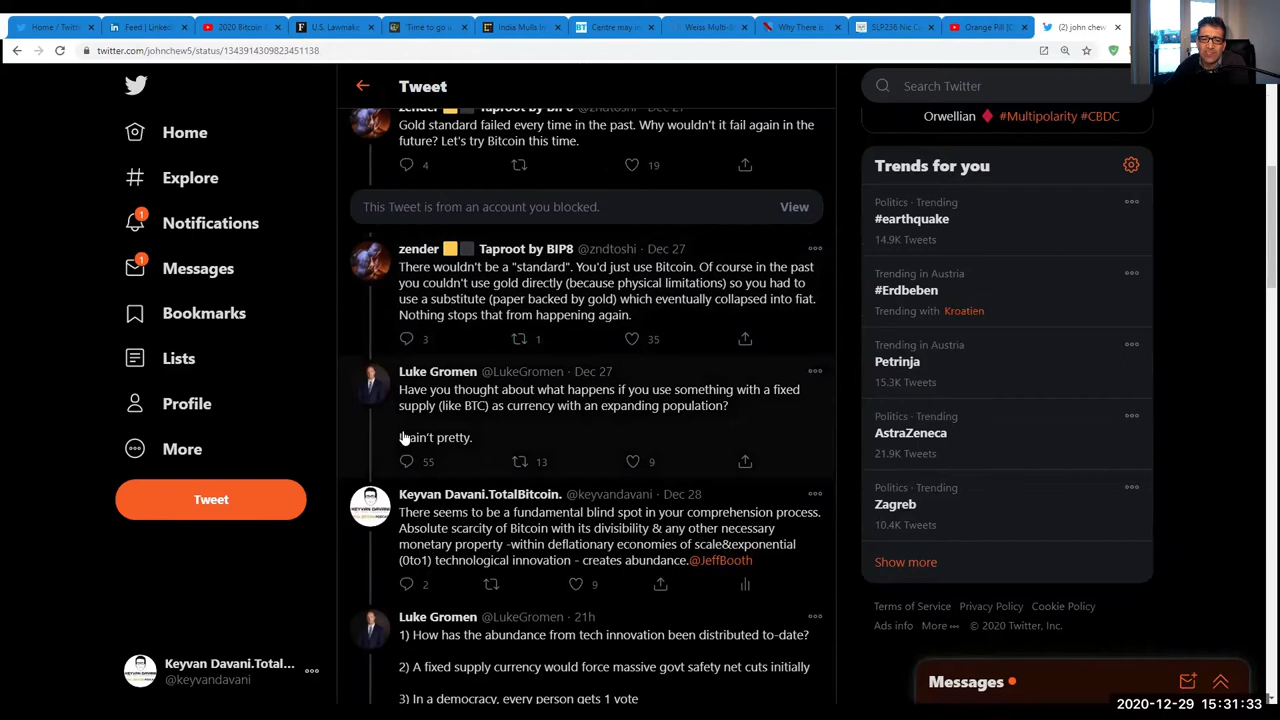 Home / Twitt
Feed | Linked
2020 Bitcoin &
U.S. Lawmake
'Time to go u
India Mulls In
Centre may in
Weiss Multi-S
Why There is
SLP236 Nic C
Orange Pill [C
(2) john chew
twitter.com/johnchew5/status/1343914309823451138
Home
Explore
1
Notifications
1
Messages
Bookmarks
Lists
Profile
More
Tweet
Keyvan Davani.Total...
@keyvandavani
Tweet
zender Taproot by BIP8 @zndtoshi · Dec 27
Gold standard failed every time in the past. Why wouldn't it fail again in the
future? Let's try Bitcoin this time.
4 19
This Tweet is from an account you blocked. View
zender Taproot by BIP8 @zndtoshi · Dec 27
There wouldn't be a "standard". You'd just use Bitcoin. Of course in the past
you couldn't use gold directly (because physical limitations) so you had to
use a substitute (paper backed by gold) which eventually collapsed into fiat.
Nothing stops that from happening again.
3 1 35
Luke Gromen @LukeGromen · Dec 27
Have you thought about what happens if you use something with a fixed
supply (like BTC) as currency with an expanding population?
ain't pretty.
55 13 9
Keyvan Davani.TotalBitcoin. @keyvandavani · Dec 28
There seems to be a fundamental blind spot in your comprehension process.
Absolute scarcity of Bitcoin with its divisibility & any other necessary
monetary property -within deflationary economies of scale&exponential
(0to1) technological innovation - creates abundance.@JeffBooth
2 9
Luke Gromen @LukeGromen · 21h
1) How has the abundance from tech innovation been distributed to-date?
2) A fixed supply currency would force massive govt safety net cuts initially
3) In a democracy, every person gets 1 vote
Search Twitter
Orwellian #Multipolarity #CBDC
Trends for you
Politics · Trending
#earthquake
14.9K Tweets
Trending in Austria
#Erdbeben
Trending with Kroatien
Trending in Austria
Petrinja
15.3K Tweets
Politics · Trending
AstraZeneca
21.9K Tweets
Politics · Trending
Zagreb
10.4K Tweets
Show more
Terms of Service Privacy Policy Cookie Policy
Ads info More © 2020 Twitter, Inc.
Messages
2020-12-29 15:31:33